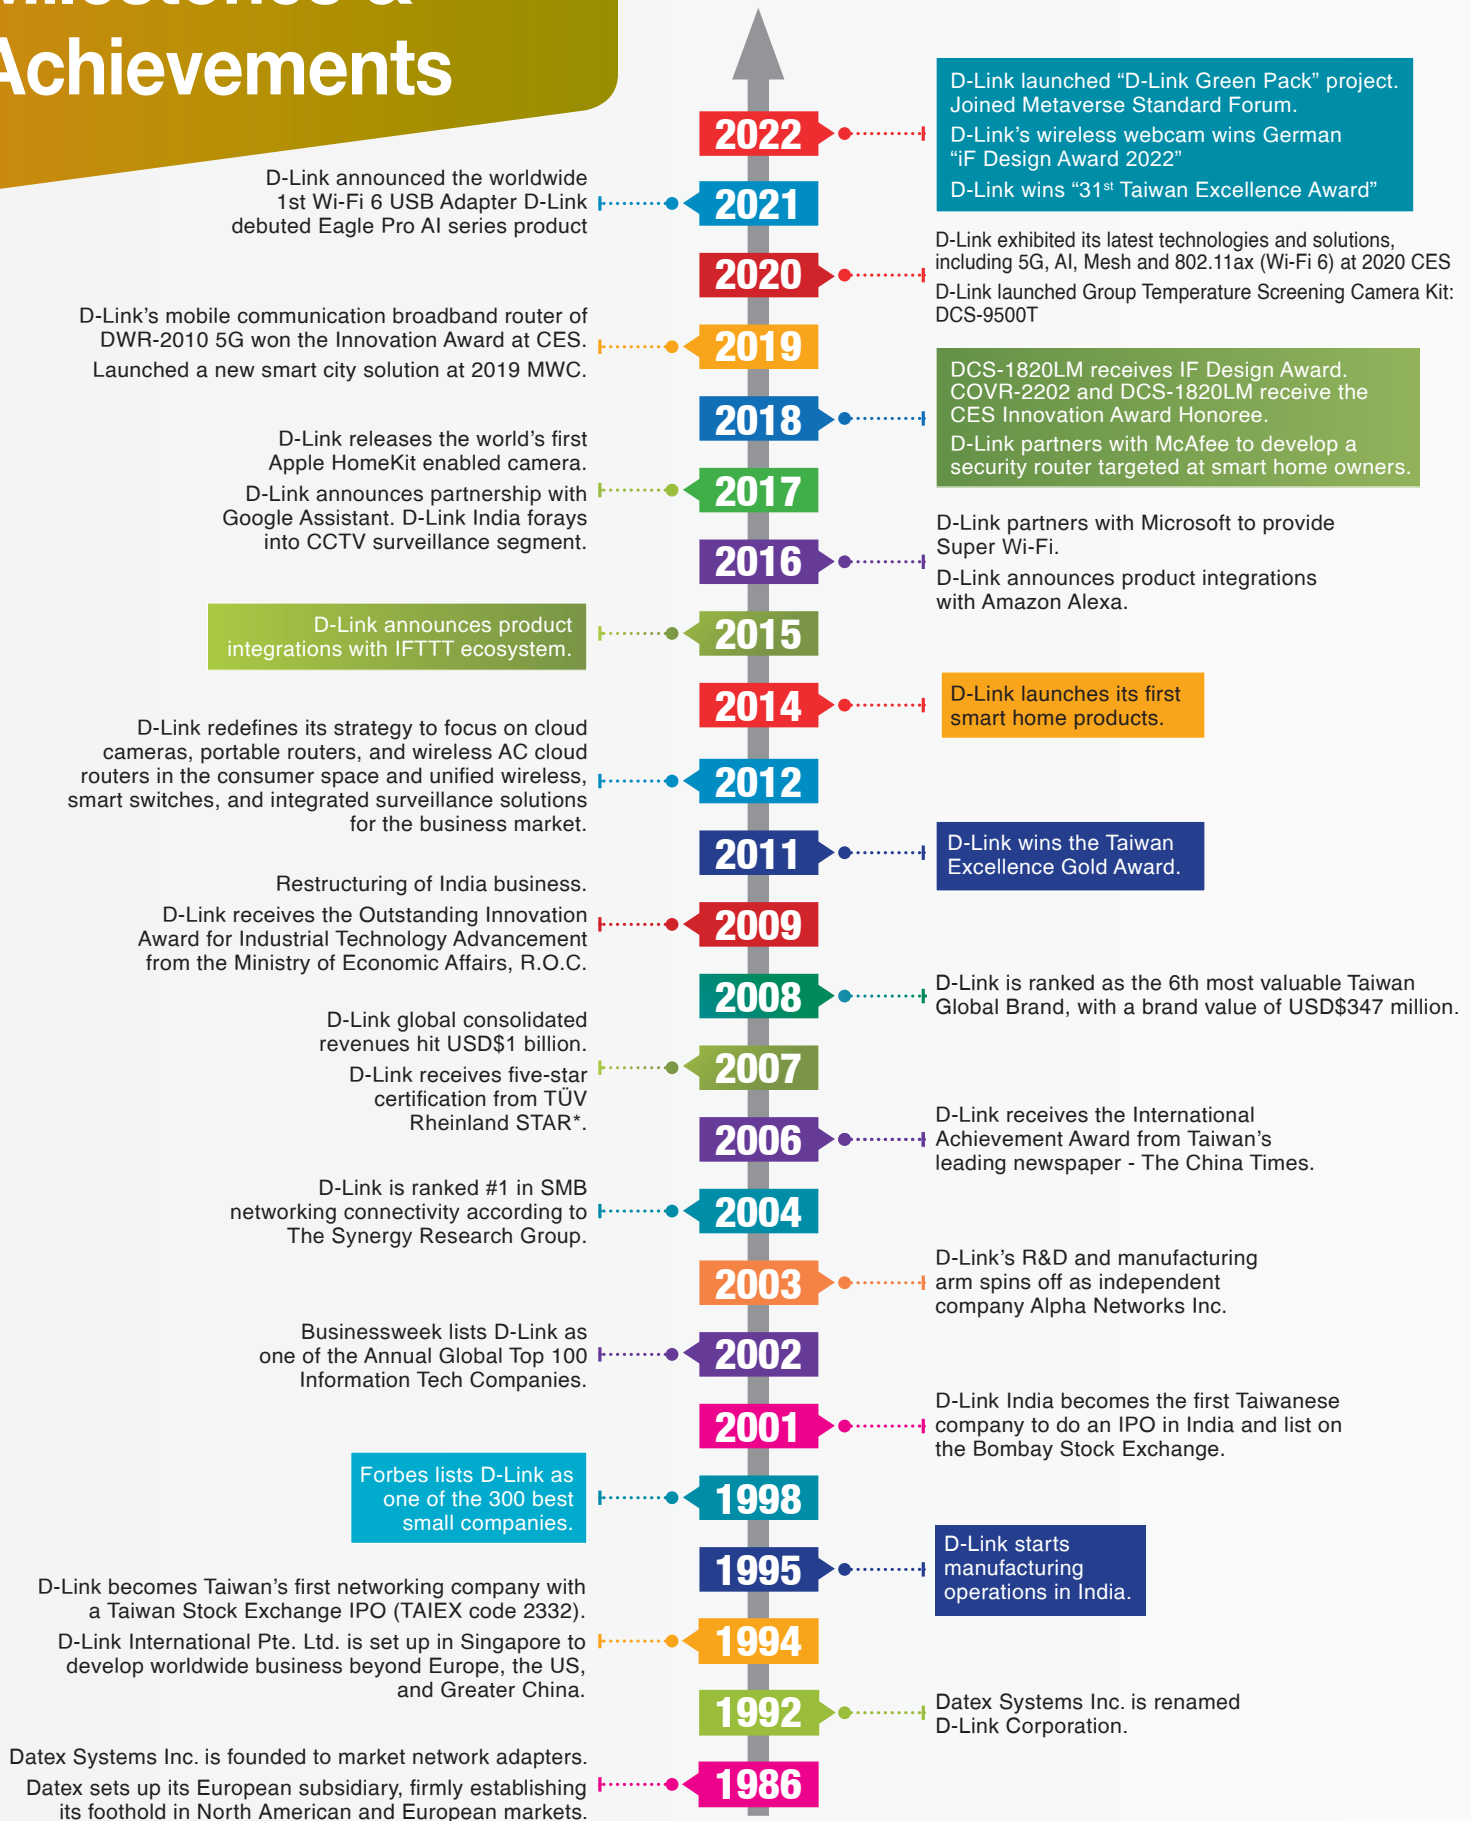 Milestones &
Achievements
2022
D-Link launched “D-Link Green Pack” project.
Joined Metaverse Standard Forum.
D-Link’s wireless webcam wins German
“iF Design Award 2022”
D-Link wins “31st Taiwan Excellence Award”
D-Link announced the worldwide
1st Wi-Fi 6 USB Adapter D-Link
debuted Eagle Pro AI series product
2021
2020
D-Link exhibited its latest technologies and solutions,
including 5G, AI, Mesh and 802.11ax (Wi-Fi 6) at 2020 CES
D-Link launched Group Temperature Screening Camera Kit:
DCS-9500T
D-Link’s mobile communication broadband router of
DWR-2010 5G won the Innovation Award at CES.
Launched a new smart city solution at 2019 MWC.
2019
2018
DCS-1820LM receives IF Design Award.
COVR-2202 and DCS-1820LM receive the
CES Innovation Award Honoree.
D-Link partners with McAfee to develop a
security router targeted at smart home owners.
D-Link releases the world’s first
Apple HomeKit enabled camera.
D-Link announces partnership with
Google Assistant. D-Link India forays
into CCTV surveillance segment.
2017
2016
D-Link partners with Microsoft to provide
Super Wi-Fi.
D-Link announces product integrations
with Amazon Alexa.
D-Link announces product
integrations with IFTTT ecosystem.
2015
2014
D-Link launches its first
smart home products.
D-Link redefines its strategy to focus on cloud
cameras, portable routers, and wireless AC cloud
routers in the consumer space and unified wireless,
smart switches, and integrated surveillance solutions
for the business market.
2012
2011
D-Link wins the Taiwan
Excellence Gold Award.
Restructuring of India business.
D-Link receives the Outstanding Innovation
Award for Industrial Technology Advancement
from the Ministry of Economic Affairs, R.O.C.
2009
2008
D-Link is ranked as the 6th most valuable Taiwan
Global Brand, with a brand value of USD$347 million.
D-Link global consolidated
revenues hit USD$1 billion.
D-Link receives five-star
certification from TÜV
Rheinland STAR*.
2007
2006
D-Link receives the International
Achievement Award from Taiwan’s
leading newspaper - The China Times.
D-Link is ranked #1 in SMB
networking connectivity according to
The Synergy Research Group.
2004
2003
D-Link’s R&D and manufacturing
arm spins off as independent
company Alpha Networks Inc.
Businessweek lists D-Link as
one of the Annual Global Top 100
Information Tech Companies.
2002
2001
D-Link India becomes the first Taiwanese
company to do an IPO in India and list on
the Bombay Stock Exchange.
Forbes lists D-Link as
one of the 300 best
small companies.
1998
1995
D-Link starts
manufacturing
operations in India.
D-Link becomes Taiwan’s first networking company with
a Taiwan Stock Exchange IPO (TAIEX code 2332).
D-Link International Pte. Ltd. is set up in Singapore to
develop worldwide business beyond Europe, the US,
and Greater China.
1994
1992
Datex Systems Inc. is renamed
D-Link Corporation.
Datex Systems Inc. is founded to market network adapters.
Datex sets up its European subsidiary, firmly establishing
its foothold in North American and European markets.
1986